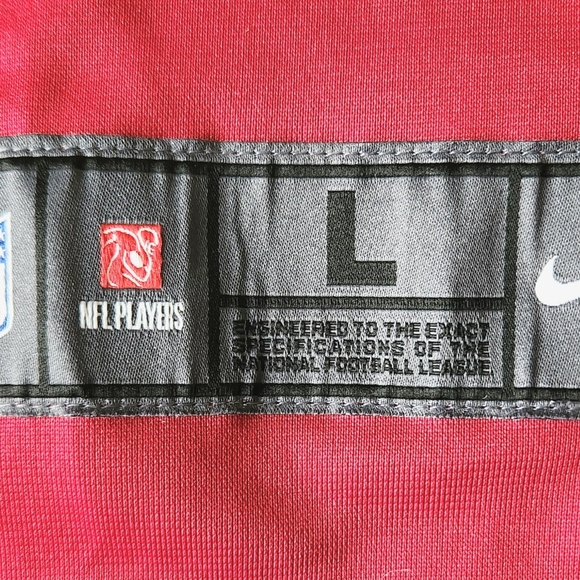 NFL PLAYERS
L
ENGINEERED TO THE EXACT
SPECIFICATIONS OF THE
NATIONAL FOOTBALL LEAGUE